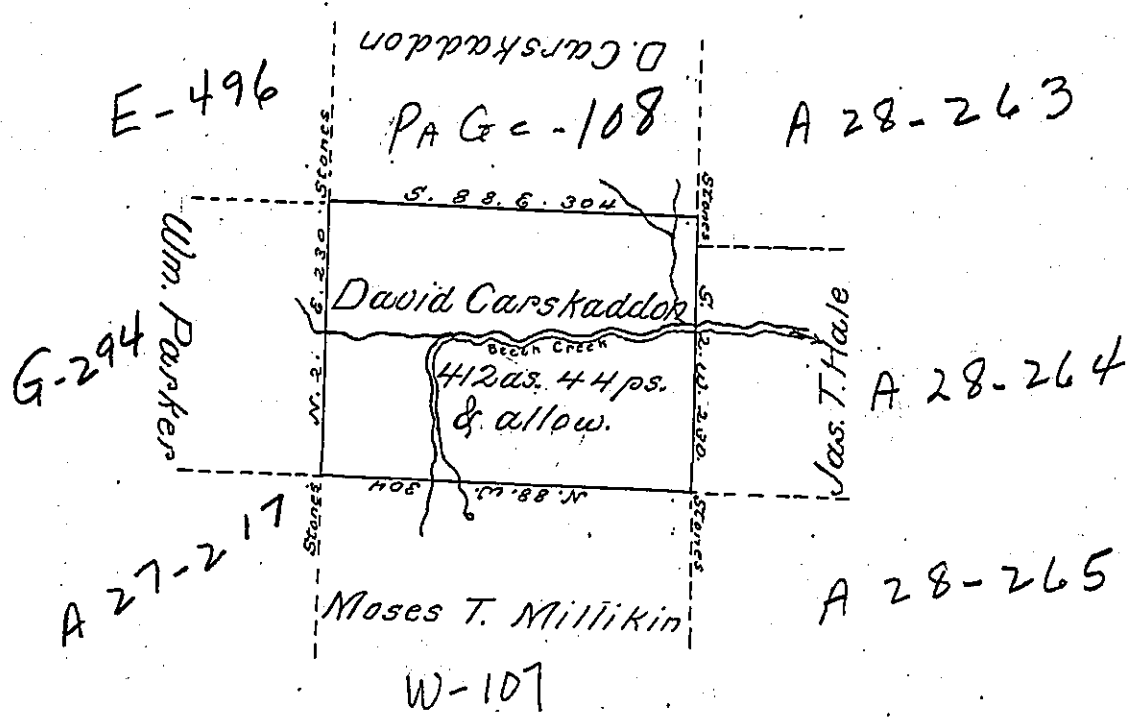 D. Carskaddon
E-496
PAGE-108
A 28-263
Stones
Stones
S. 88. E. 304
Wm. Parker
N. 2. E. 230.
David Carskaddon
S. 2. W. 230.
Jas. T. Hale
Beech Creek
G-294
412as. 44ps.
& allow.
A 28-264
N. 88. W. 304
Stones
Stones
A 27-217
Moses T. Millikin
A 28-265
W-107